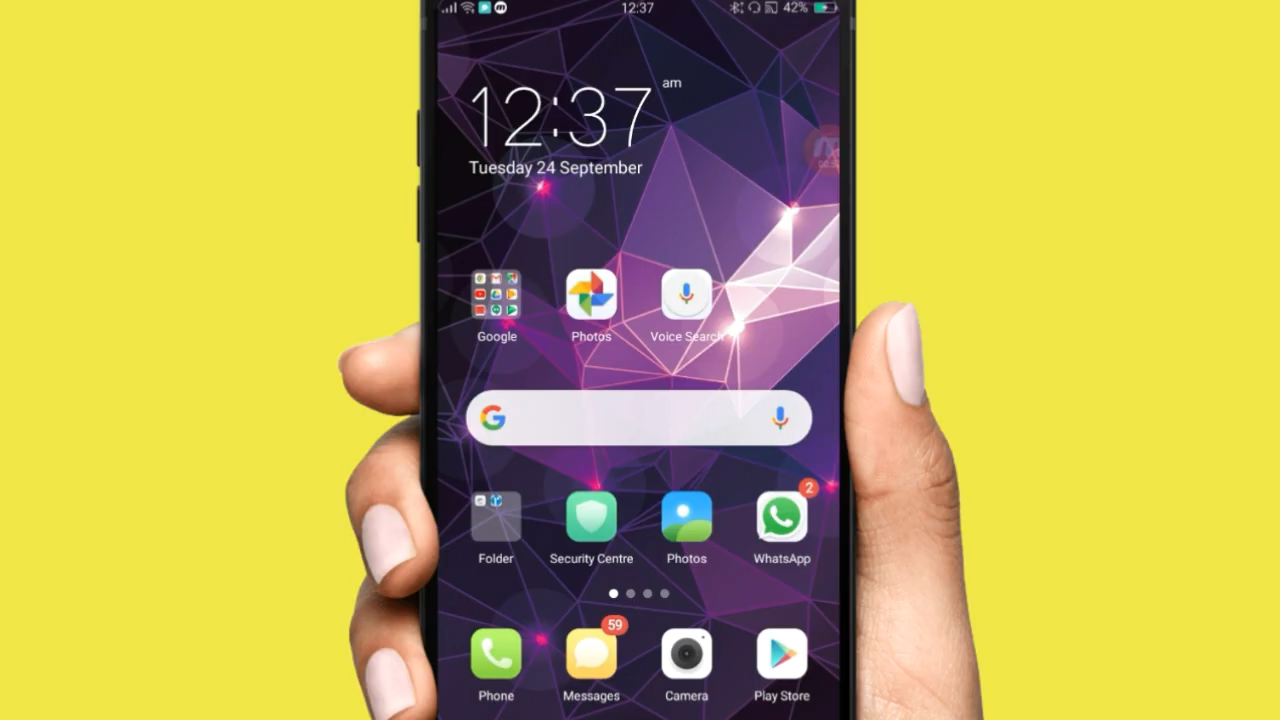 12:37
42%
12:37 am
Tuesday 24 September
Google
Photos
Voice Search
G
2
Folder
Security Centre
Photos
WhatsApp
59
Phone
Messages
Camera
Play Store